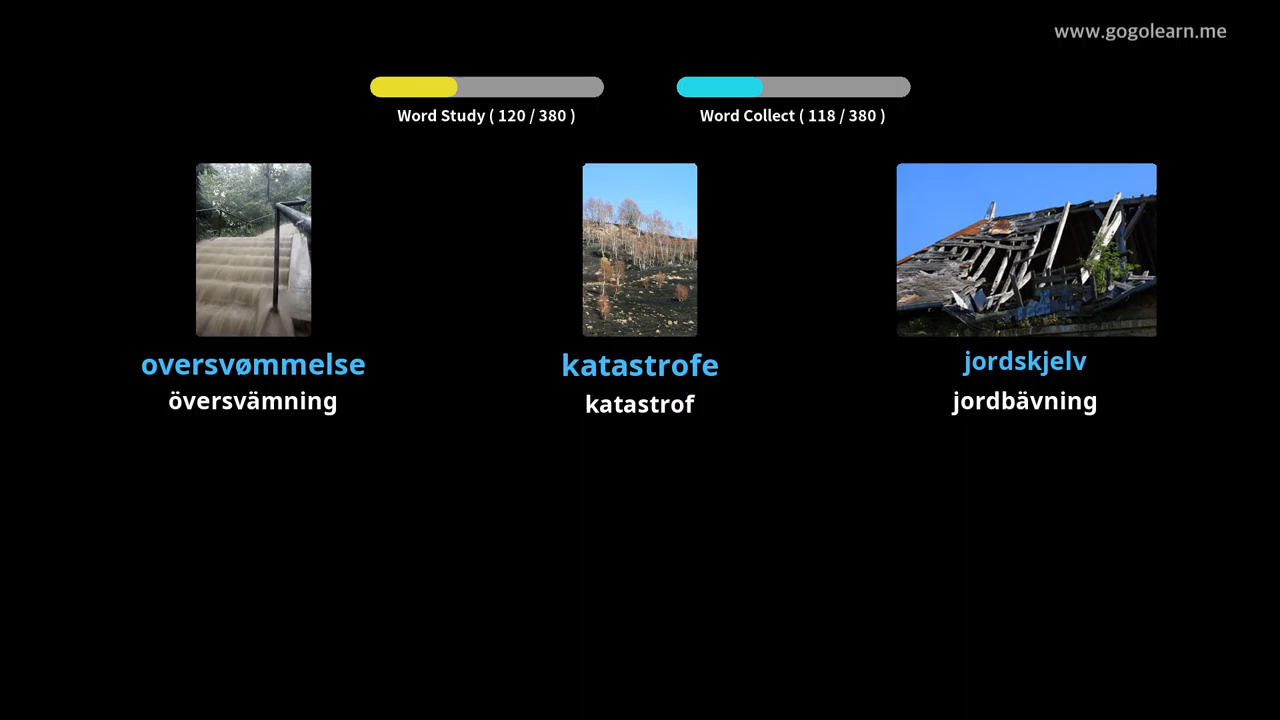 www.gogolearn.me
Word Study ( 120 / 380 )
Word Collect ( 118 / 380 )
oversvømmelse
översvämning
katastrofe
katastrof
jordskjelv
jordbävning